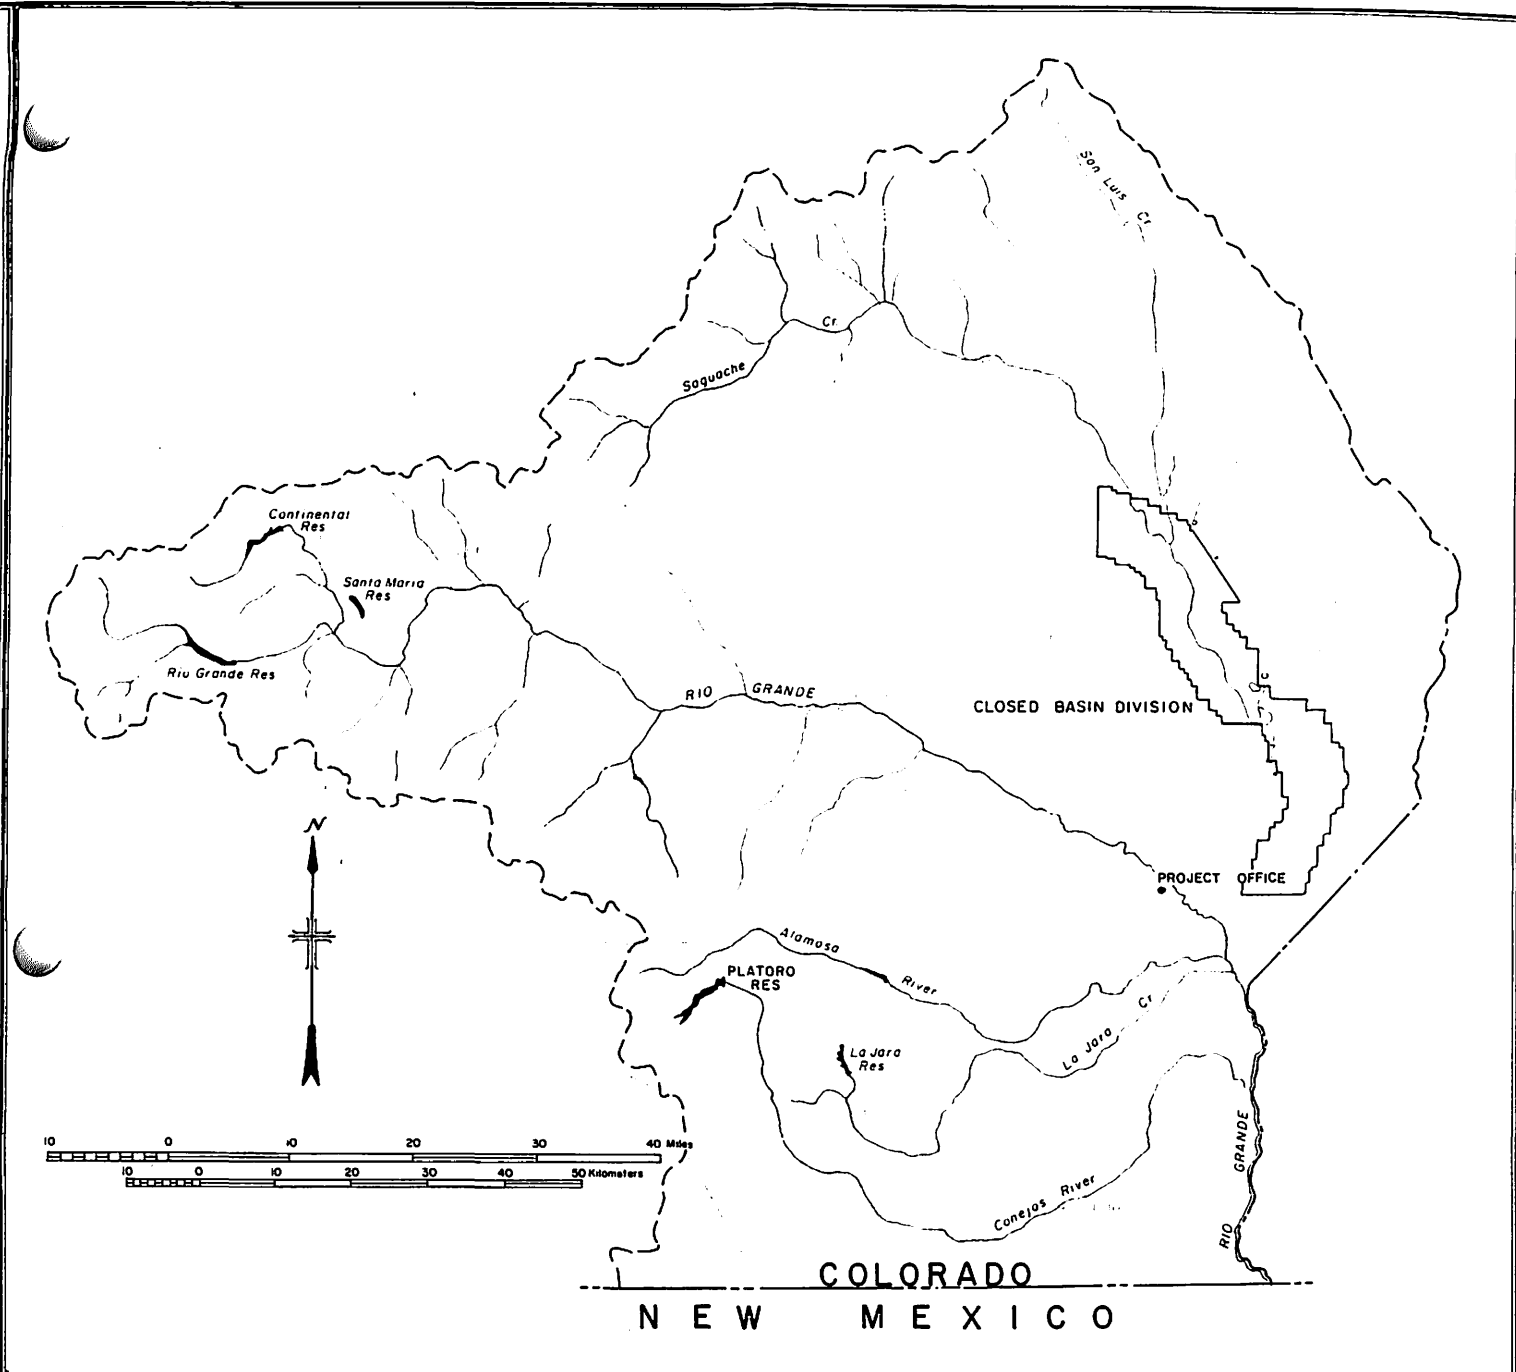 San Luis Cr
Cr.
Saguache
Continental
Res
Santa Maria
Res
Rio Grande Res
RIO GRANDE
CLOSED BASIN DIVISION
N
PROJECT OFFICE
Alamosa River
PLATORO
RES
La Jara Cr
La Jara
Res
10 0 10 20 30 40 Miles
10 0 10 20 30 40 50 Kilometers
Conejos River
RIO GRANDE
COLORADO
NEW MEXICO